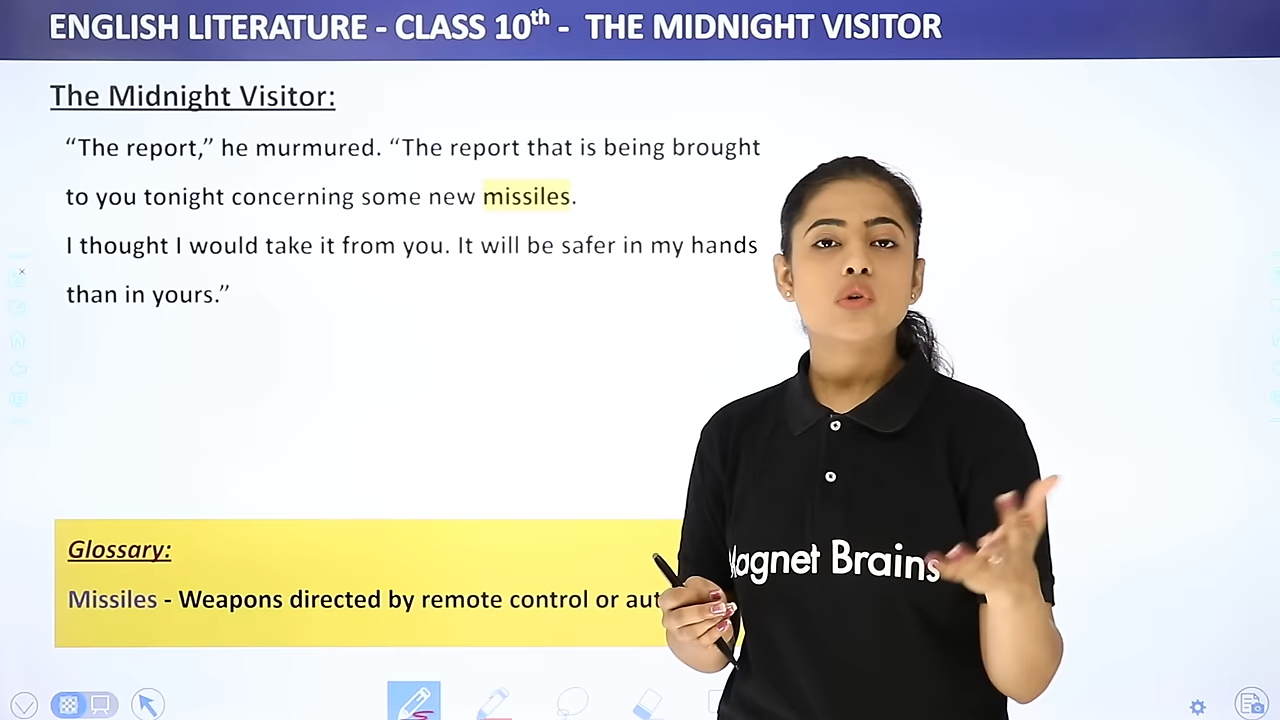 ENGLISH LITERATURE - CLASS 10th - THE MIDNIGHT VISITOR
The Midnight Visitor:
“The report,” he murmured. “The report that is being brought
to you tonight concerning some new missiles.
I thought I would take it from you. It will be safer in my hands
than in yours.”
Magnet Brains
Glossary:
Missiles - Weapons directed by remote control or